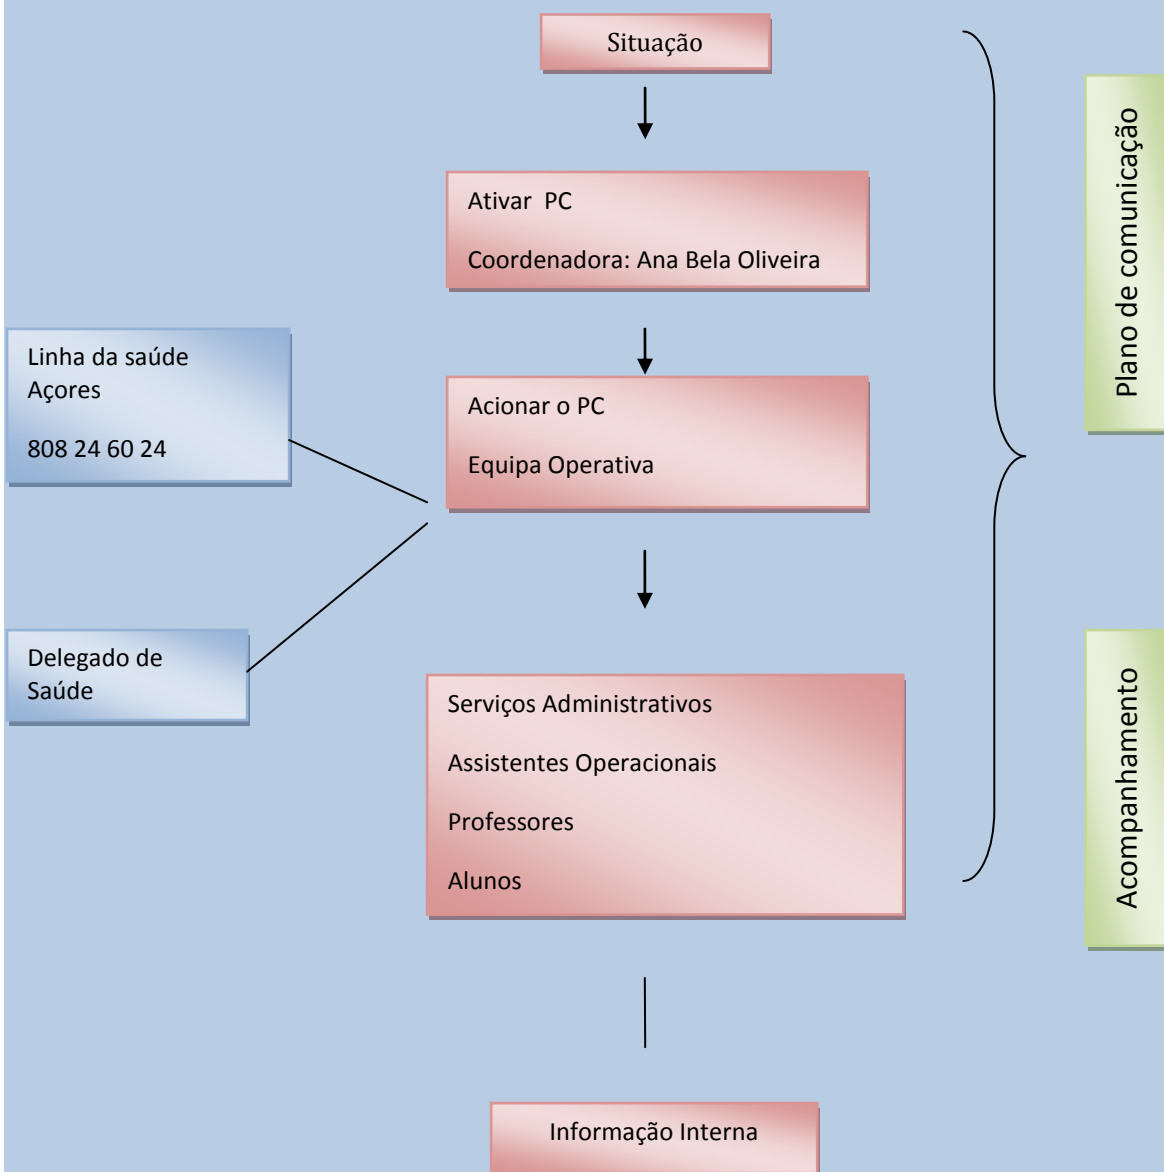 Situação
Ativar PC
Coordenadora: Ana Bela Oliveira
Linha da saúde
Açores
808 24 60 24
Acionar o PC
Equipa Operativa
Delegado de
Saúde
Serviços Administrativos
Assistentes Operacionais
Professores
Alunos
Informação Interna
Plano de comunicação
Acompanhamento